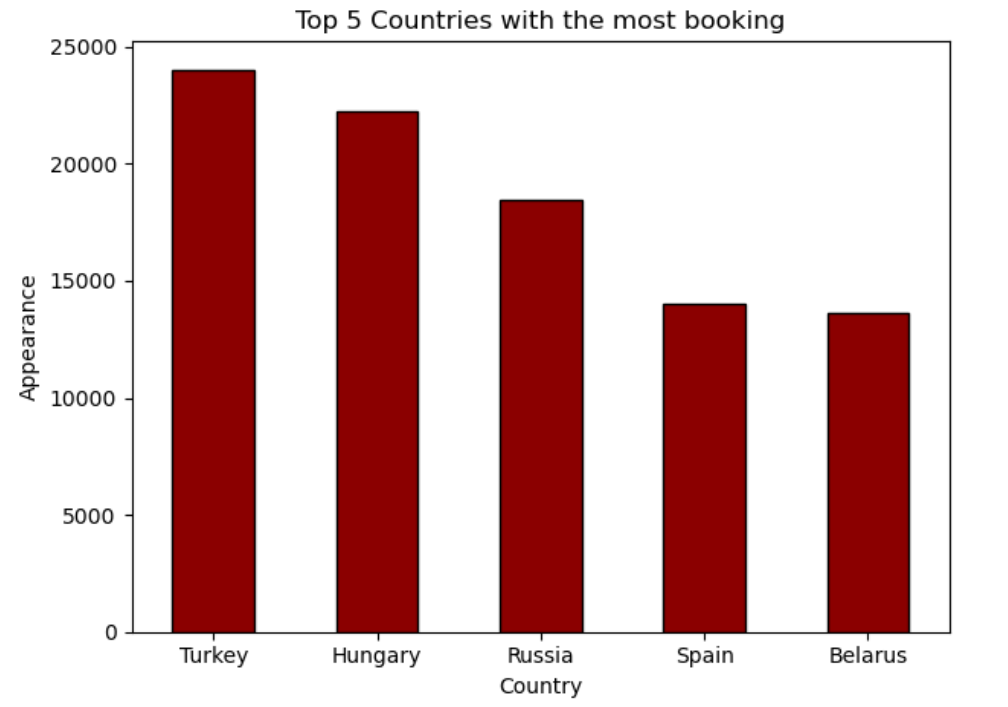 Top 5 Countries with the most booking
25000
20000
15000
10000
5000
0
Appearance
Turkey Hungary Russia Spain Belarus
Country